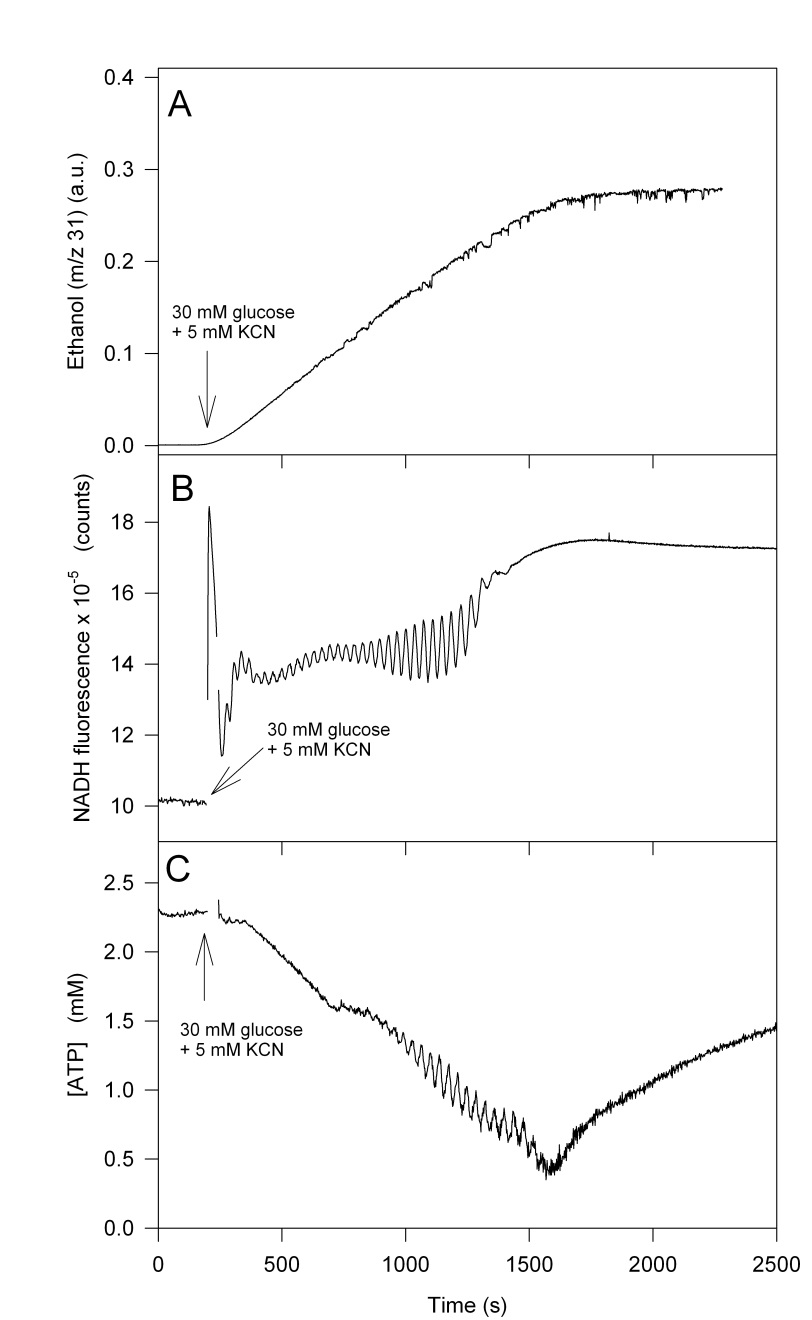 0.4
A
0.3
0.2
30 mM glucose
+ 5 mM KCN
0.1
0.0
Ethanol (m/z 31) (a.u.)
B
18
16
14
12
30 mM glucose
+ 5 mM KCN
10
NADH fluorescence x 10⁻⁵ (counts)
C
2.5
2.0
1.5
30 mM glucose
+ 5 mM KCN
1.0
0.5
0.0
[ATP] (mM)
0 500 1000 1500 2000 2500
Time (s)